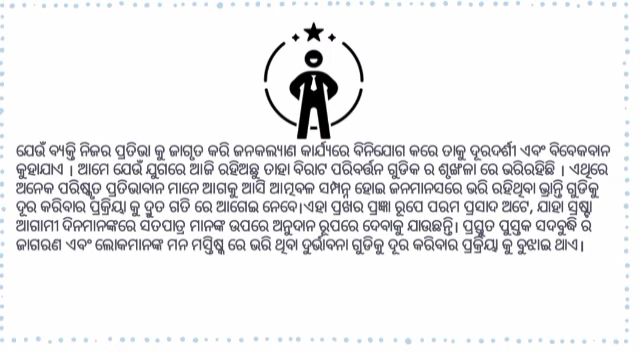 ଯେଉଁ ବ୍ୟକ୍ତି ନିଜର ପ୍ରତିଭା କୁ ଜାଗୃତ କରି ଜନକଲ୍ୟାଣ କାର୍ଯ୍ୟରେ ବିନିଯୋଗ କରେ ତାକୁ ଦୂରଦର୍ଶୀ ଏବଂ ବିବେକବାନ
କୁହାଯାଏ । ଆମେ ଯେଉଁ ଯୁଗରେ ଆଜି ରହିଅଛୁ ତାହା ବିରାଟ ପରିବର୍ତ୍ତନ ଗୁଡିକ ର ଶୃଙ୍ଖଳା ରେ ଭରିରହିଛି । ଏଥିରେ
ଅନେକ ପରିଷ୍କୃତ ପ୍ରତିଭାବାନ ମାନେ ଆଗକୁ ଆସି ଆତ୍ମବଳ ସମ୍ପନ୍ନ ହୋଇ ଜନମାନସରେ ଭରି ରହିଥିବା ଭ୍ରାନ୍ତି ଗୁଡିକୁ
ଦୂର କରିବାର ପ୍ରକ୍ରିୟା କୁ ଦ୍ରୁତ ଗତି ରେ ଆଗେଇ ନେବେ।ଏହା ପ୍ରଖର ପ୍ରଜ୍ଞା ରୂପେ ପରମ ପ୍ରସାଦ ଅଟେ, ଯାହା ସ୍ରଷ୍ଟା
ଆଗାମୀ ଦିନମାନଙ୍କରେ ସତପାତ୍ର ମାନଙ୍କ ଉପରେ ଅନୁଦାନ ରୂପରେ ଦେବାକୁ ଯାଉଛନ୍ତି। ପ୍ରସ୍ତୁତ ପୁସ୍ତକ ସଦବୁଦ୍ଧି ର
ଜାଗରଣ ଏବଂ ଲୋକମାନଙ୍କ ମନ ମସ୍ତିଷ୍କ ରେ ଭରି ଥିବା ଦୁର୍ଭାବନା ଗୁଡିକୁ ଦୂର କରିବାର ପ୍ରକ୍ରିୟା କୁ ବୁଝାଇ ଥାଏ।